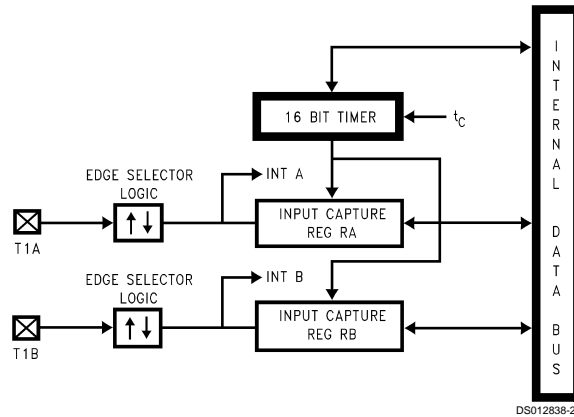 INTERNAL DATA BUS
16 BIT TIMER
tC
INT A
EDGE SELECTOR
LOGIC
INPUT CAPTURE
REG RA
T1A
INT B
EDGE SELECTOR
LOGIC
INPUT CAPTURE
REG RB
T1B
DS012838-2